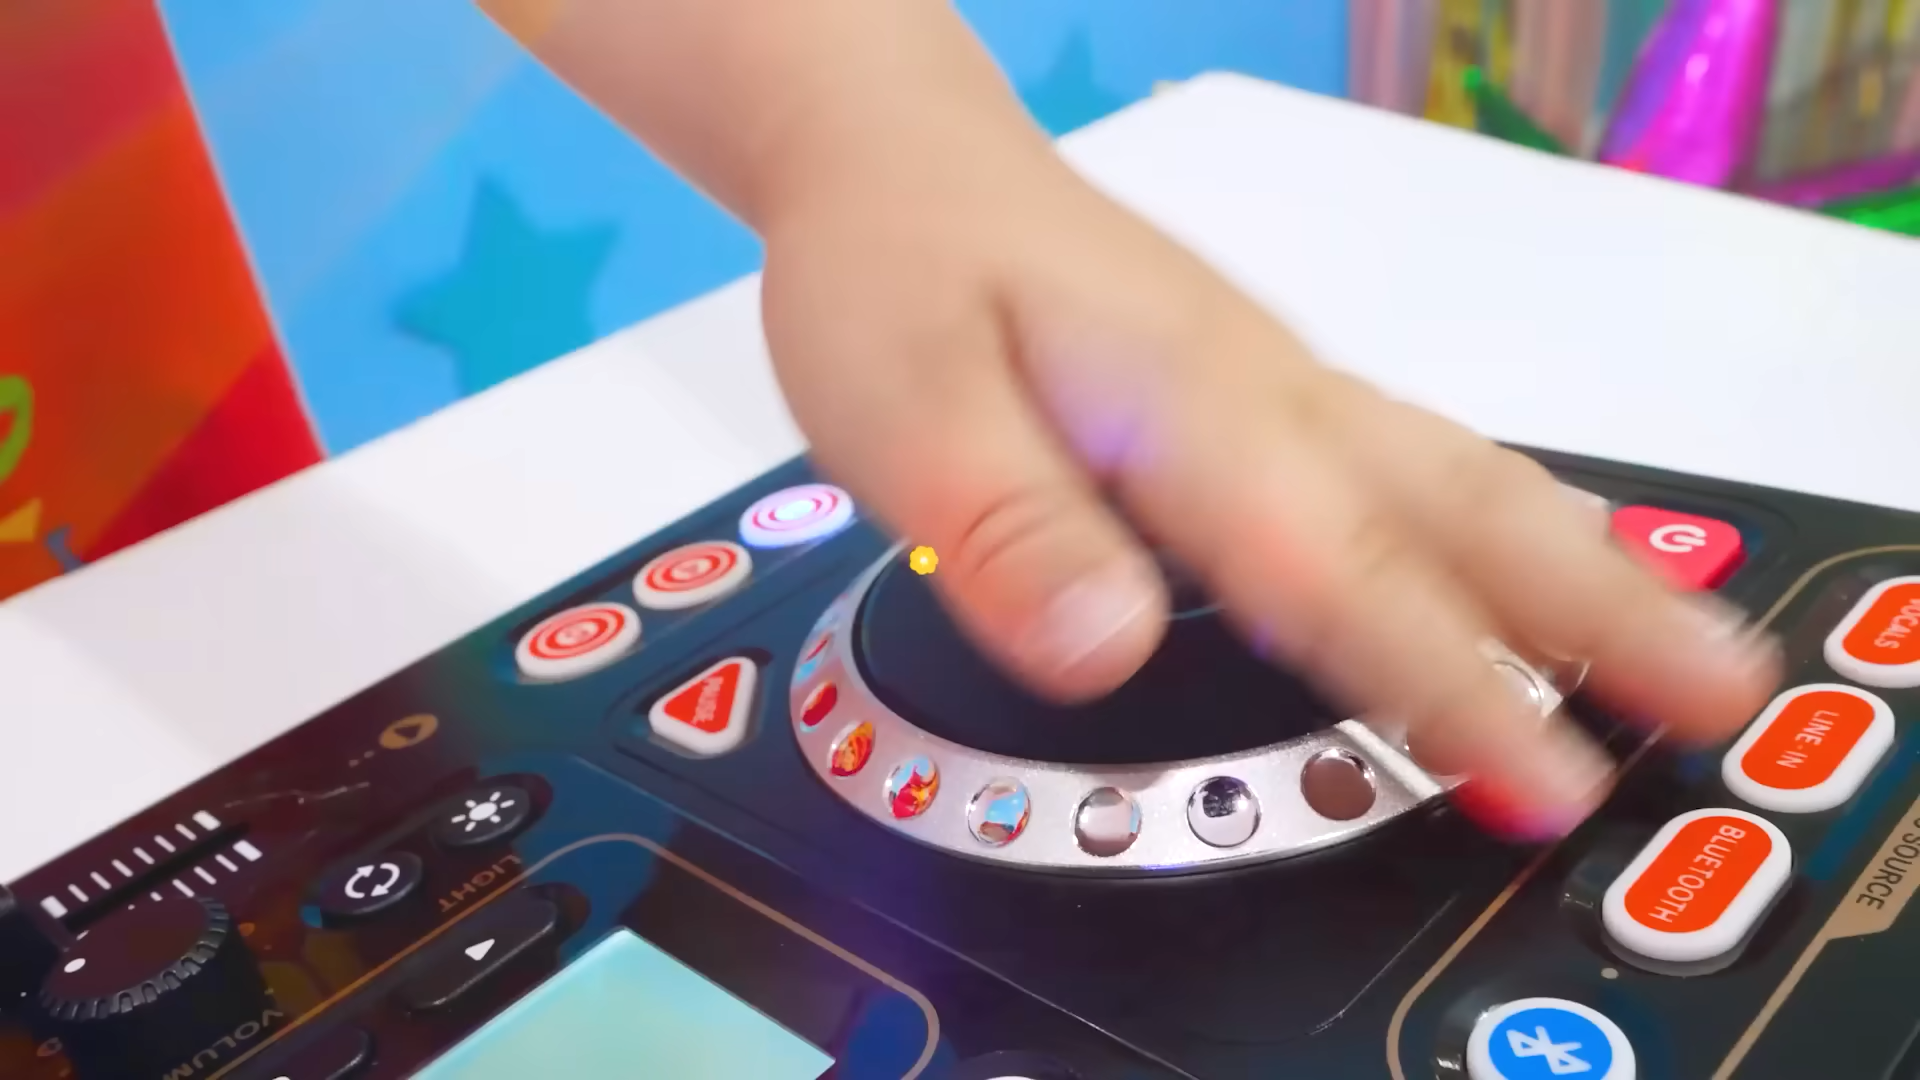 VOCALS
LINE-IN
BLUETOOTH
SOURCE
PAUSE
LIGHT
VOLUM